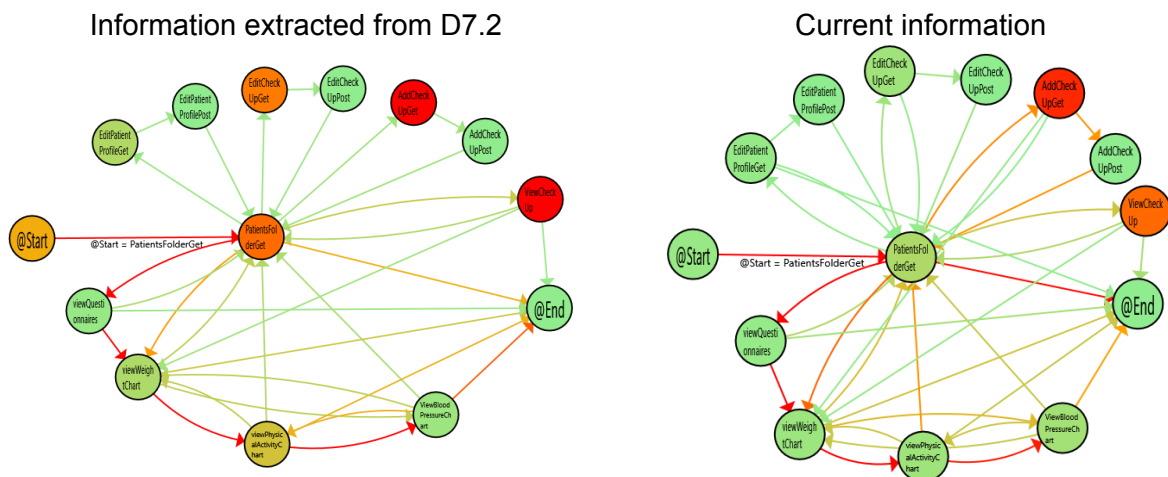 Information extracted from D7.2
Current information
EditCheck
UpGet
EditCheck
UpPost
EditPatient
ProfilePost
AddCheck
UpGet
EditPatient
ProfileGet
AddCheck
UpPost
ViewCheck
Up
@Start
@Start = PatientsFolderGet
PatientsFol
derGet
viewQuesti
onnaires
@End
viewWeigh
tChart
ViewBlood
PressureCh
art
viewPhysic
alActivityC
hart
EditCheck
UpGet
EditCheck
UpPost
EditPatient
ProfilePost
AddCheck
UpGet
EditPatient
ProfileGet
AddCheck
UpPost
ViewCheck
Up
@Start
@Start = PatientsFolderGet
PatientsFol
derGet
@End
viewQuesti
onnaires
viewWeigh
tChart
ViewBlood
PressureCh
art
viewPhysic
alActivityC
hart